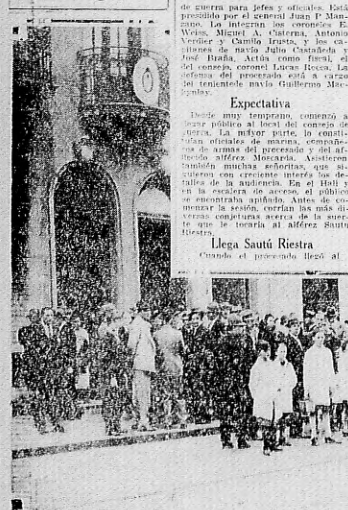 de guerra para jefes y oficiales. Está
presidido por el general Juan P. Man-
zano. Lo integran los coroneles E.
Weiss, Miguel A. Cisterna, Antonio
Verdier y Camilo Irusta, y los ca-
pitanes de navío Julio Castañeda y
José Braña. Actúa como fiscal, el
del consejo, coronel Lucas Rocca. La
defensa del procesado está a cargo
del teniente de navío Guillermo Mac-
Expectativa
Desde muy temprano, comenzó a
llegar público al local del consejo de
guerra. La mayor parte, lo consti-
tuían oficiales de marina, compañe-
ros de armas del procesado y del
alférez Moscarda. Asistieron
también muchas señoritas, que si-
guieron con creciente interés los de-
talles de la audiencia. En el Hall y
en la escalera de acceso, el público
se encontraba apiñado. Antes de co-
menzar la sesión, corrían las más di-
versas conjeturas acerca de la suer-
te que le tocaría al alférez Sautú
Riestra.
Llega Sautú Riestra
Cuando el procesado llegó al